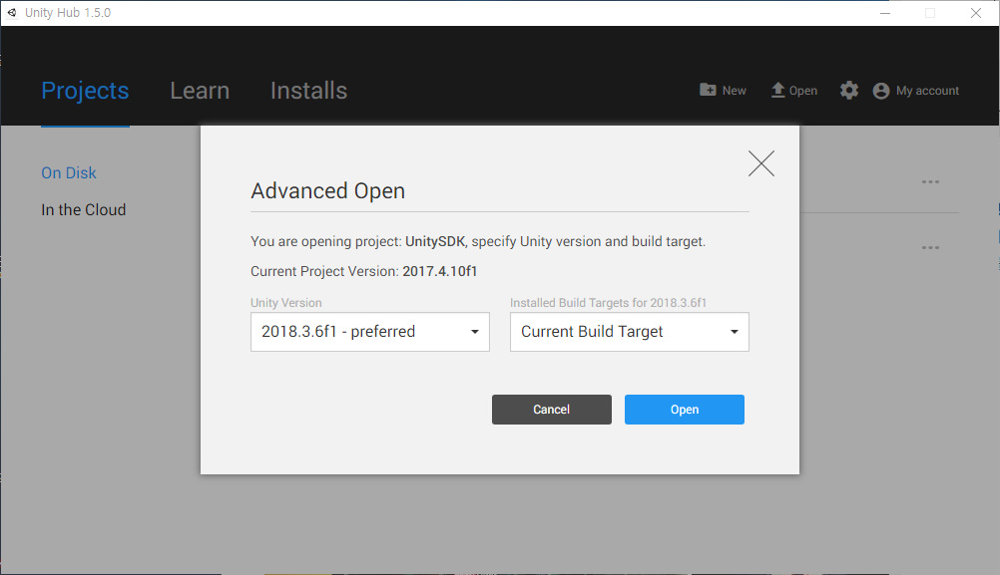 Unity Hub 1.5.0
Projects Learn Installs New Open My account
On Disk
In the Cloud
Advanced Open
You are opening project: UnitySDK, specify Unity version and build target.
Current Project Version: 2017.4.10f1
Unity Version Installed Build Targets for 2018.3.6f1
2018.3.6f1 - preferred Current Build Target
Cancel Open